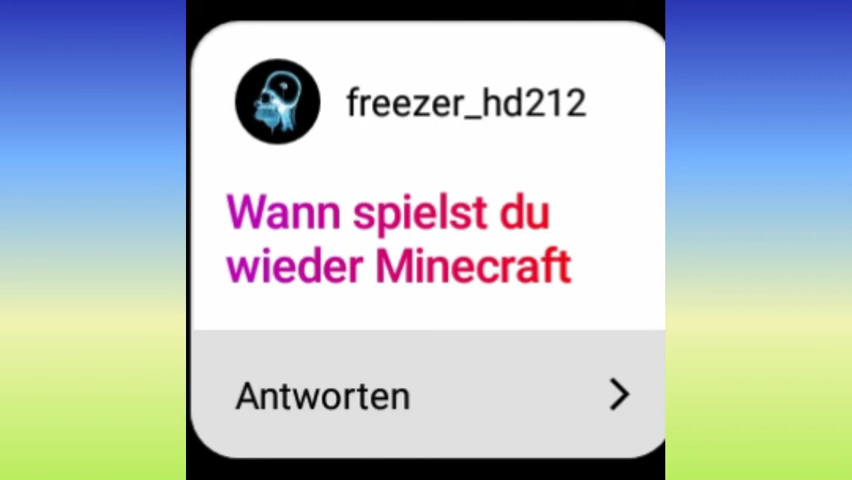 freezer_hd212
Wann spielst du
wieder Minecraft
Antworten